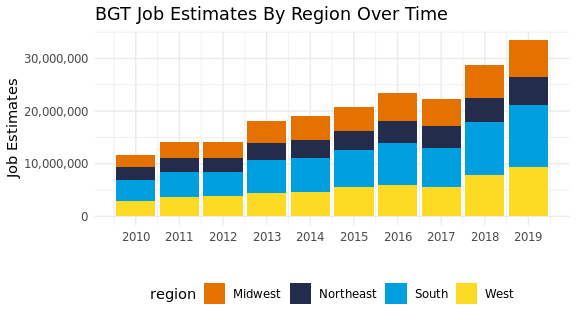 BGT Job Estimates By Region Over Time
Job Estimates
30,000,000
20,000,000
10,000,000
0
2010 2011 2012 2013 2014 2015 2016 2017 2018 2019
region Midwest Northeast South West